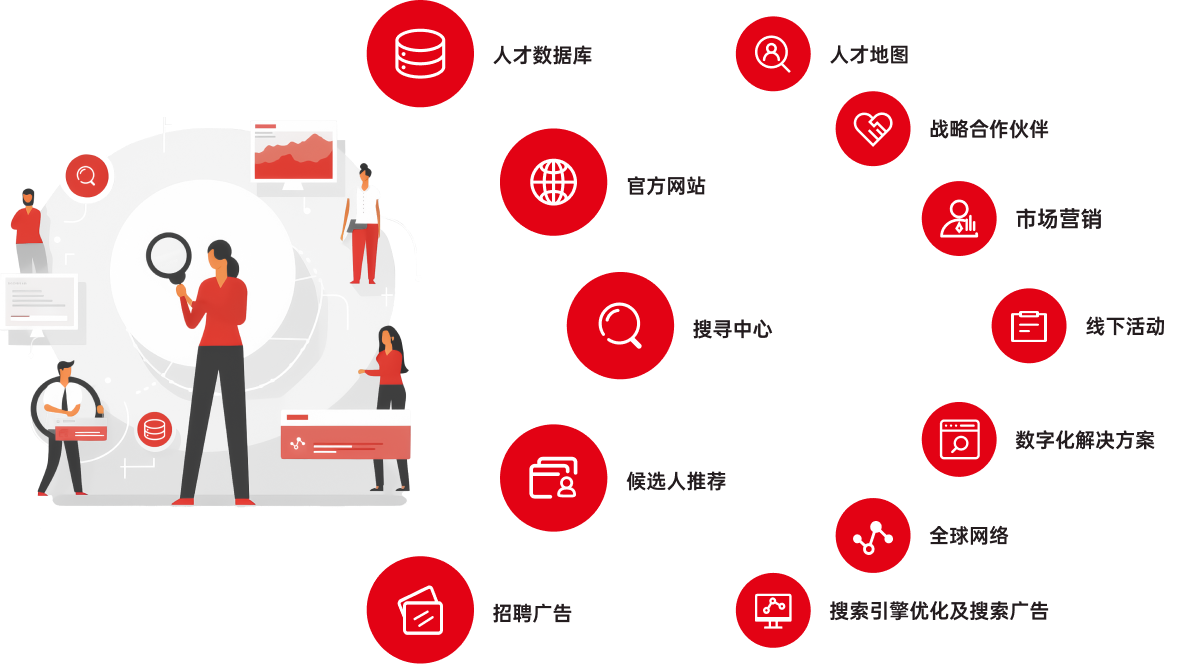 人才数据库
官方网站
搜寻中心
候选人推荐
招聘广告
人才地图
战略合作伙伴
市场营销
线下活动
数字化解决方案
全球网络
搜索引擎优化及搜索广告